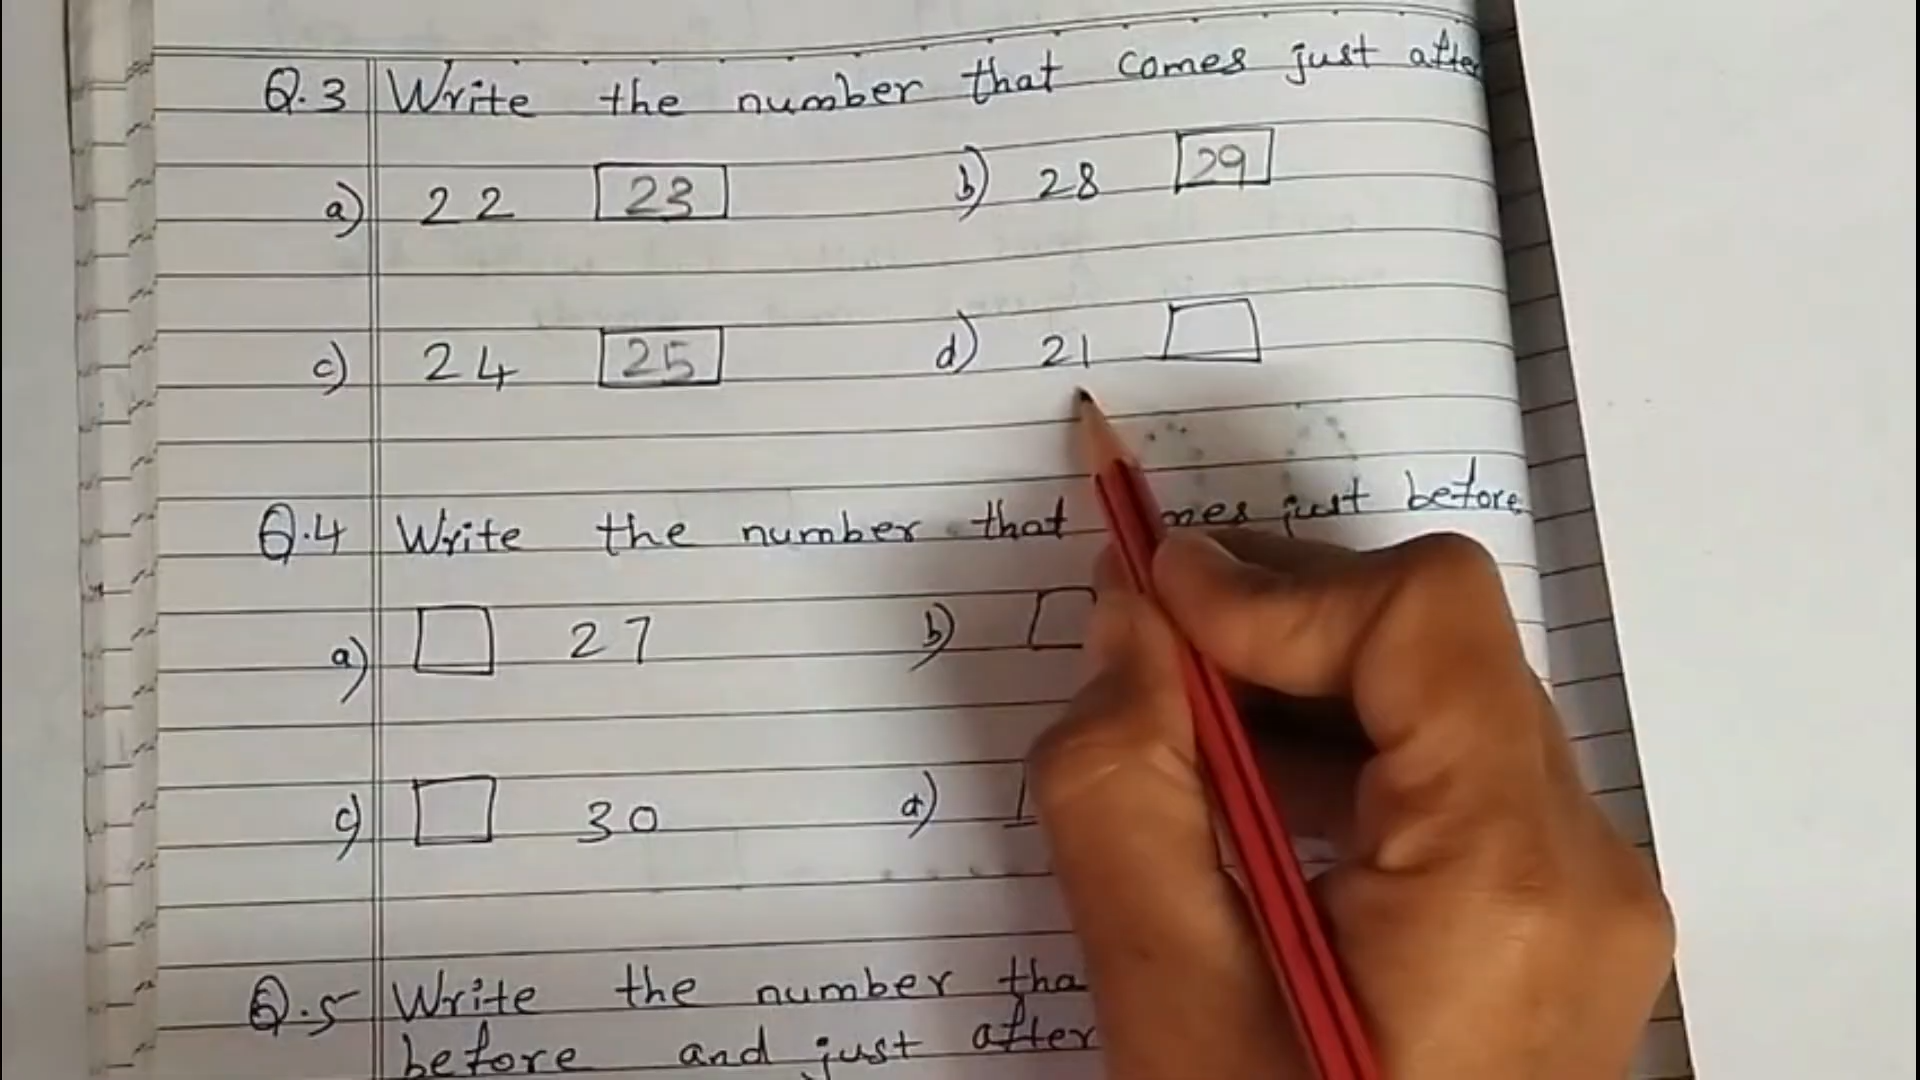 Q.3 Write the number that comes just after
a) 22 23 b) 28 29
c) 24 25 d) 21
Q.4 Write the number that just before
a) 27 b)
c) 30 d)
Q.5 Write the number
before and just after